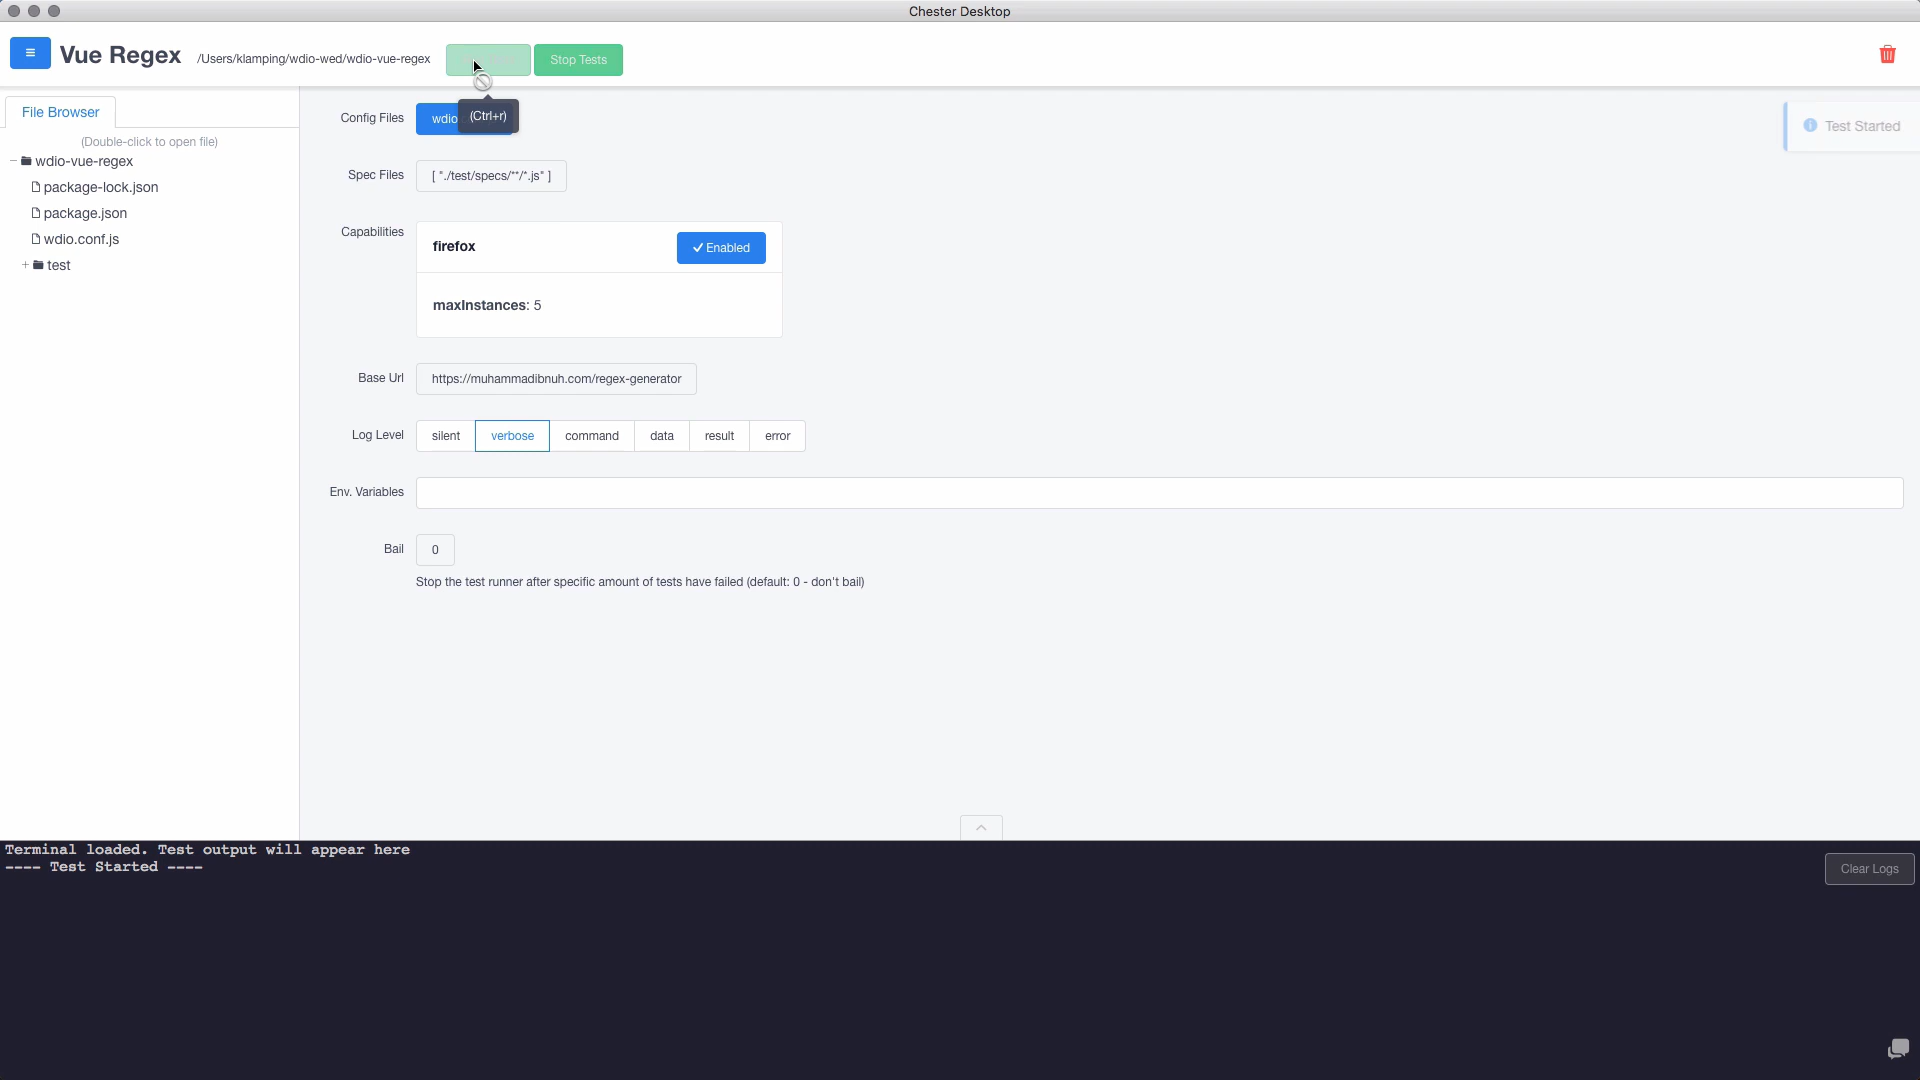 Chester Desktop
Vue Regex
/Users/klamping/wdio-wed/wdio-vue-regex
Stop Tests
File Browser
(Double-click to open file)
wdio-vue-regex
package-lock.json
package.json
wdio.conf.js
test
Config Files
wdio
(Ctrl+r)
Test Started
Spec Files
[ "./test/specs/**/*.js" ]
Capabilities
firefox
Enabled
maxInstances: 5
Base Url
https://muhammadibnuh.com/regex-generator
Log Level
silent
verbose
command
data
result
error
Env. Variables
Bail
0
Stop the test runner after specific amount of tests have failed (default: 0 - don't bail)
Terminal loaded. Test output will appear here
---- Test Started ----
Clear Logs